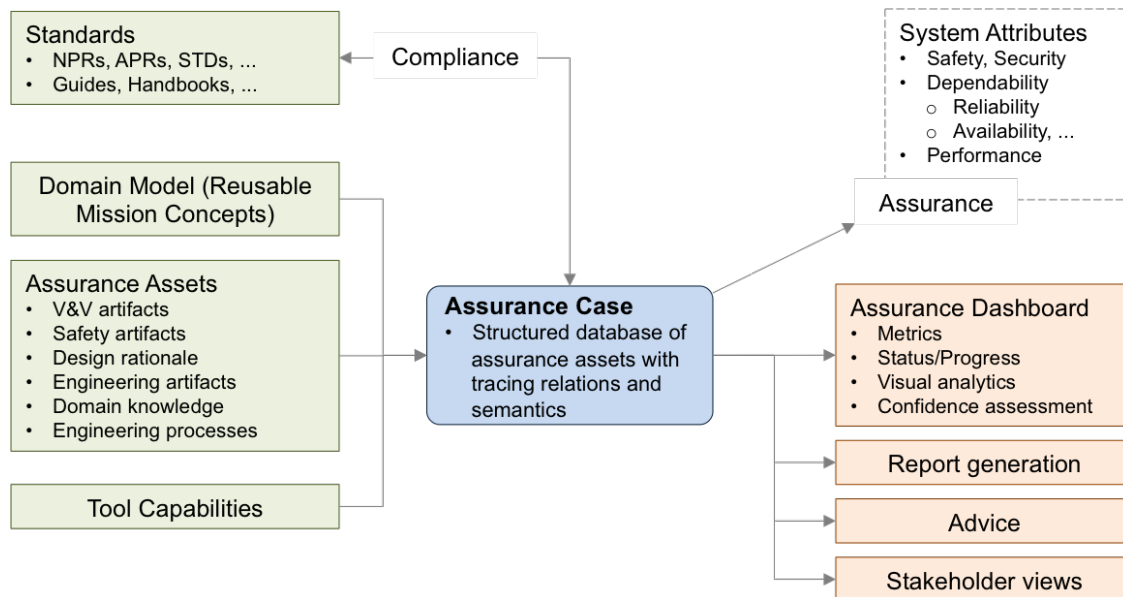 Standards
• NPRs, APRs, STDs, ...
• Guides, Handbooks, ...
Compliance
System Attributes
• Safety, Security
• Dependability
o Reliability
o Availability, ...
• Performance
Assurance
Domain Model (Reusable
Mission Concepts)
Assurance Assets
• V&V artifacts
• Safety artifacts
• Design rationale
• Engineering artifacts
• Domain knowledge
• Engineering processes
Tool Capabilities
Assurance Case
• Structured database of
assurance assets with
tracing relations and
semantics
Assurance Dashboard
• Metrics
• Status/Progress
• Visual analytics
• Confidence assessment
Report generation
Advice
Stakeholder views